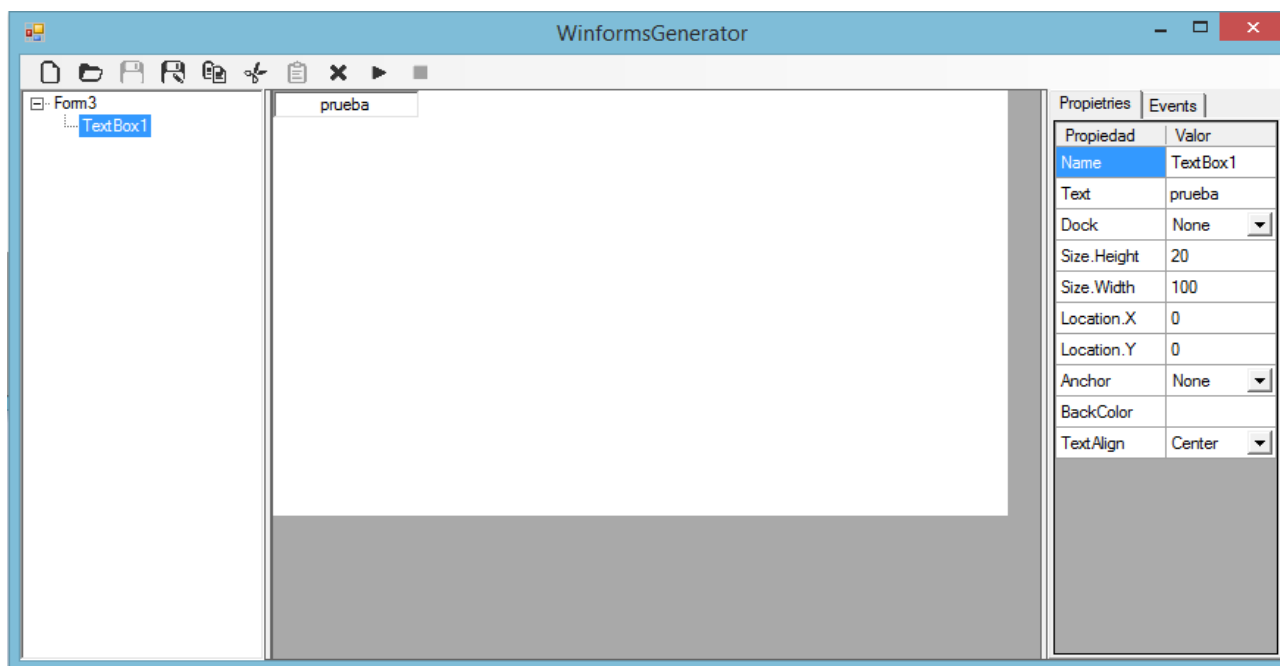 WinformsGenerator
Form3
TextBox1
prueba
Propietries Events
Propiedad Valor
Name TextBox1
Text prueba
Dock None
Size.Height 20
Size.Width 100
Location.X 0
Location.Y 0
Anchor None
BackColor
TextAlign Center